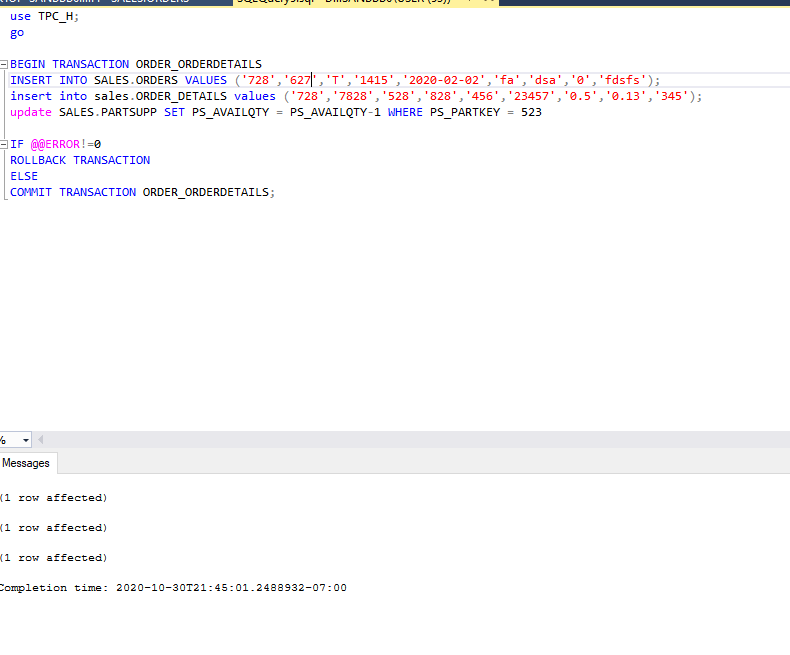 use TPC_H;
go
BEGIN TRANSACTION ORDER_ORDERDETAILS
INSERT INTO SALES.ORDERS VALUES ('728','627','T','1415','2020-02-02','fa','dsa','0','fdsfs');
insert into sales.ORDER_DETAILS values ('728','7828','528','828','456','23457','0.5','0.13','345');
update SALES.PARTSUPP SET PS_AVAILQTY = PS_AVAILQTY-1 WHERE PS_PARTKEY = 523
IF @@ERROR!=0
ROLLBACK TRANSACTION
ELSE
COMMIT TRANSACTION ORDER_ORDERDETAILS;
%
Messages
(1 row affected)
(1 row affected)
(1 row affected)
Completion time: 2020-10-30T21:45:01.2488932-07:00